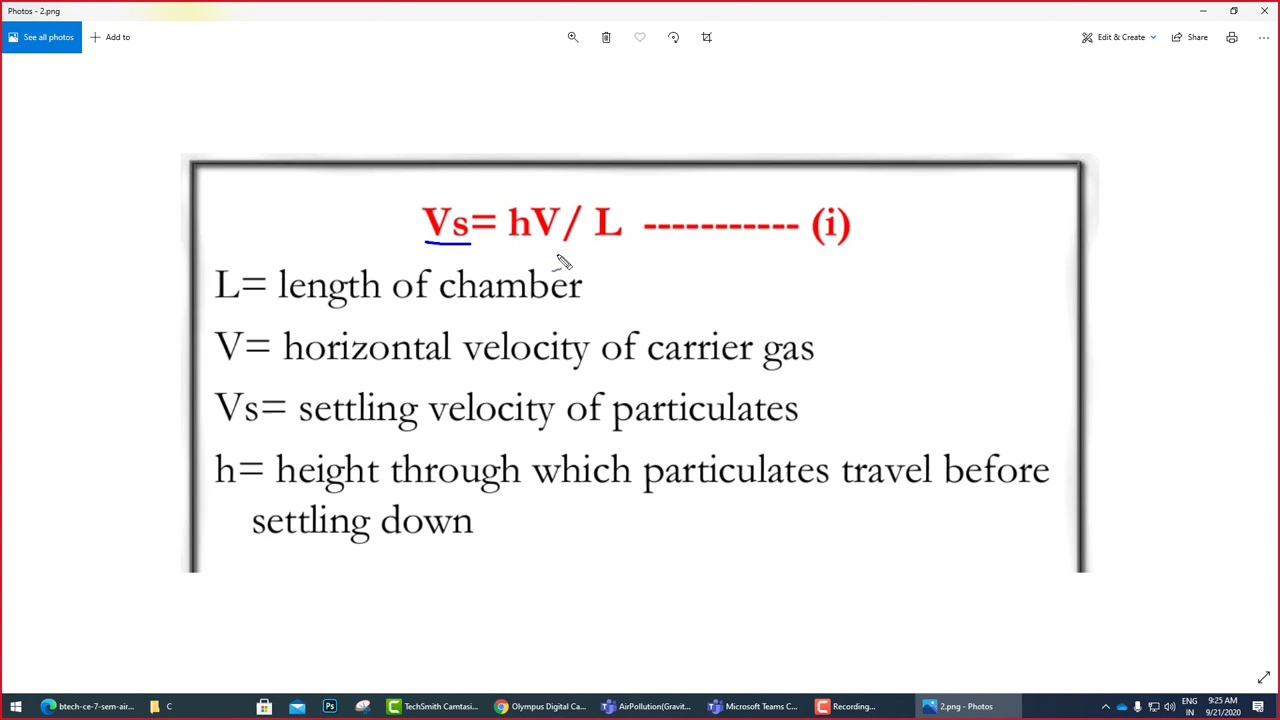 Photos - 2.png
See all photos
Add to
Edit & Create
Share
Vs= hV/ L ----------- (i)
L= length of chamber
V= horizontal velocity of carrier gas
Vs= settling velocity of particulates
h= height through which particulates travel before
settling down
btech-ce-7-sem-air...
C
Ps
TechSmith Camtasi...
Olympus Digital Ca...
AirPollution(Gravit...
Microsoft Teams C...
Recording...
2.png - Photos
ENG
IN
9:25 AM
9/21/2020